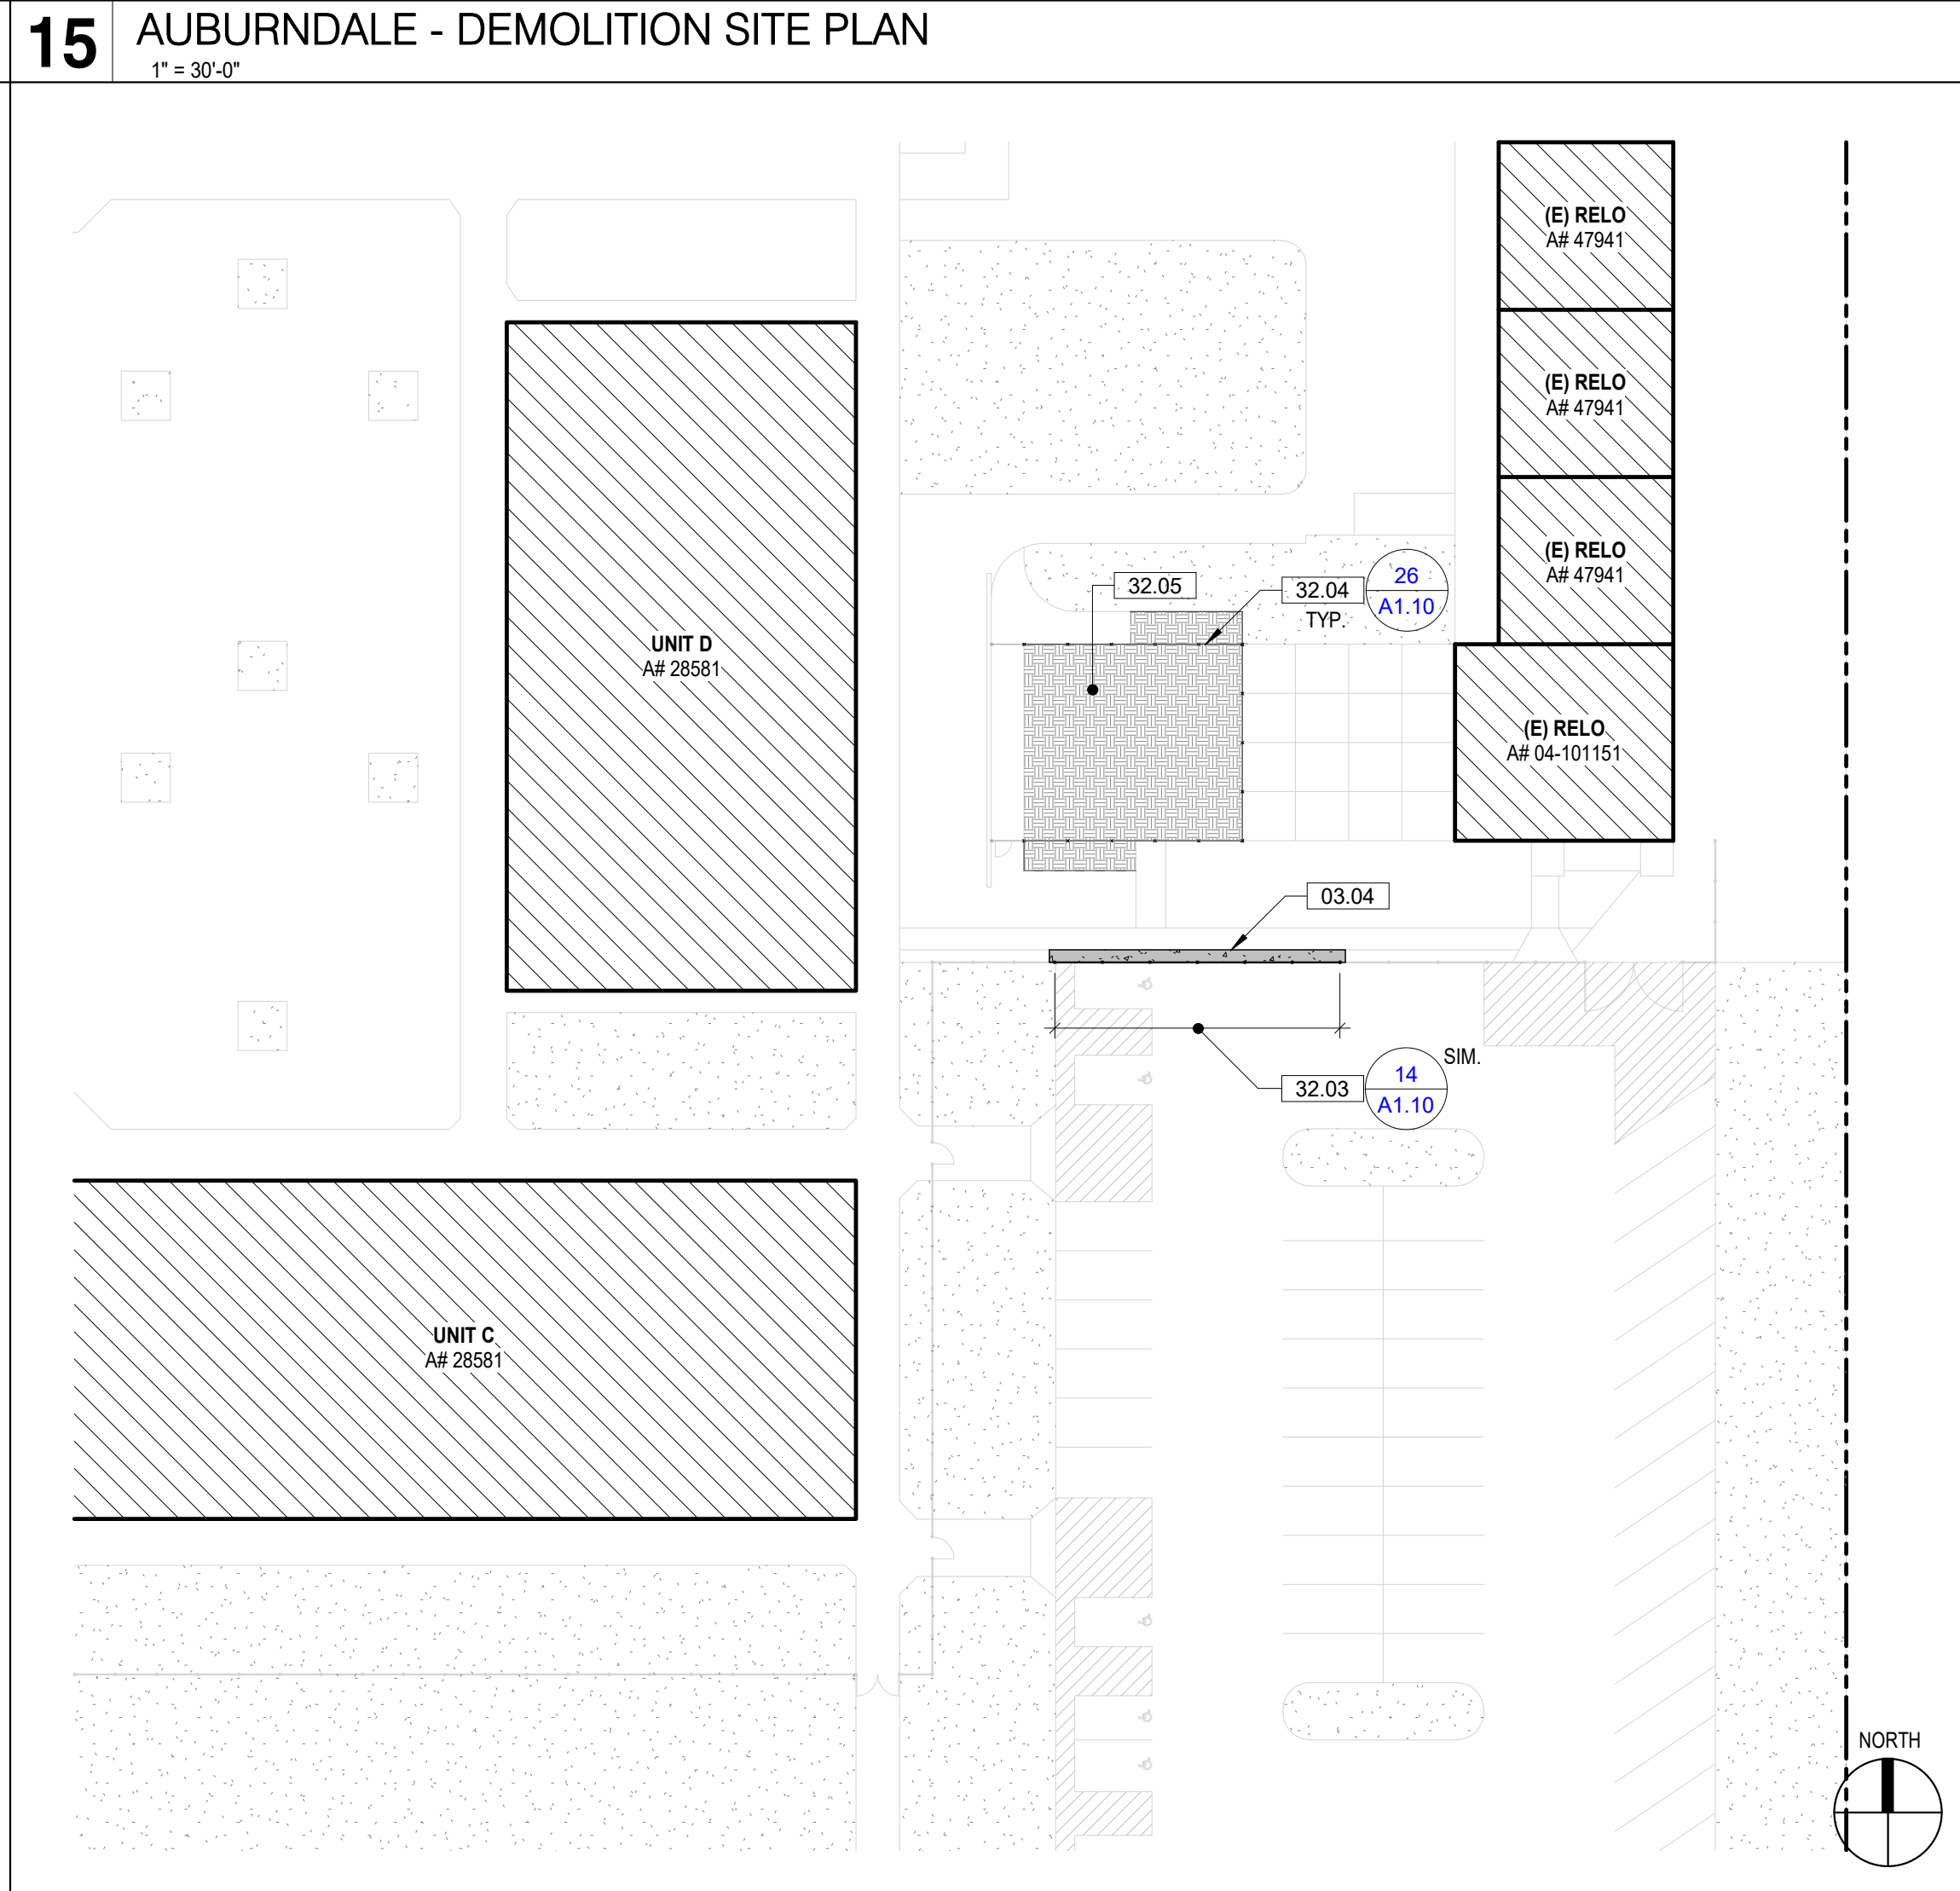 15
AUBURNDALE - DEMOLITION SITE PLAN
1" = 30'-0"
(E) RELO
A# 47941
(E) RELO
A# 47941
(E) RELO
A# 47941
32.05
32.04
TYP.
26
A1.10
UNIT D
A# 28581
(E) RELO
A# 04-101151
03.04
32.03
14
A1.10
SIM.
UNIT C
A# 28581
NORTH